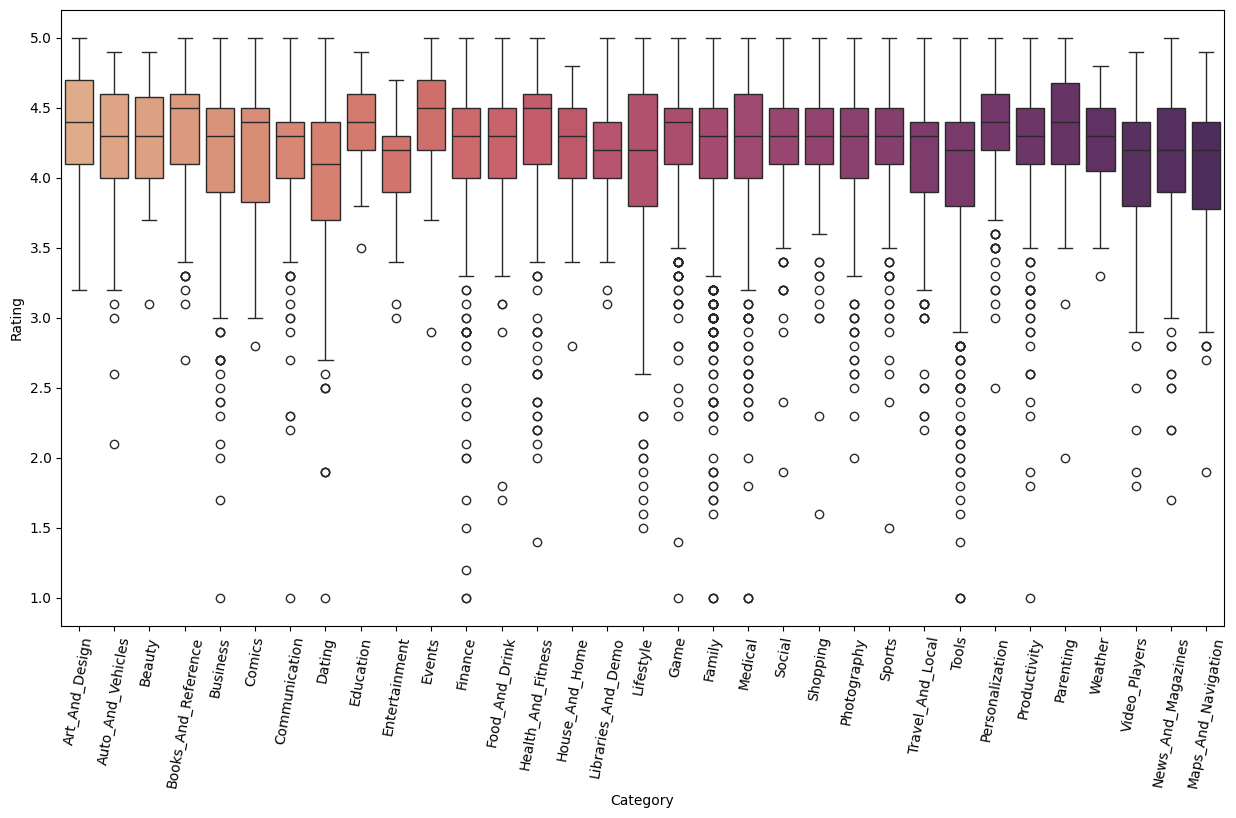 5.0
4.5
4.0
3.5
3.0
2.5
2.0
1.5
1.0
Rating
Art_And_Design
Auto_And_Vehicles
Beauty
Books_And_Reference
Business
Comics
Communication
Dating
Education
Entertainment
Events
Finance
Food_And_Drink
Health_And_Fitness
House_And_Home
Libraries_And_Demo
Lifestyle
Game
Family
Medical
Social
Shopping
Photography
Sports
Travel_And_Local
Tools
Personalization
Productivity
Parenting
Weather
Video_Players
News_And_Magazines
Maps_And_Navigation
Category